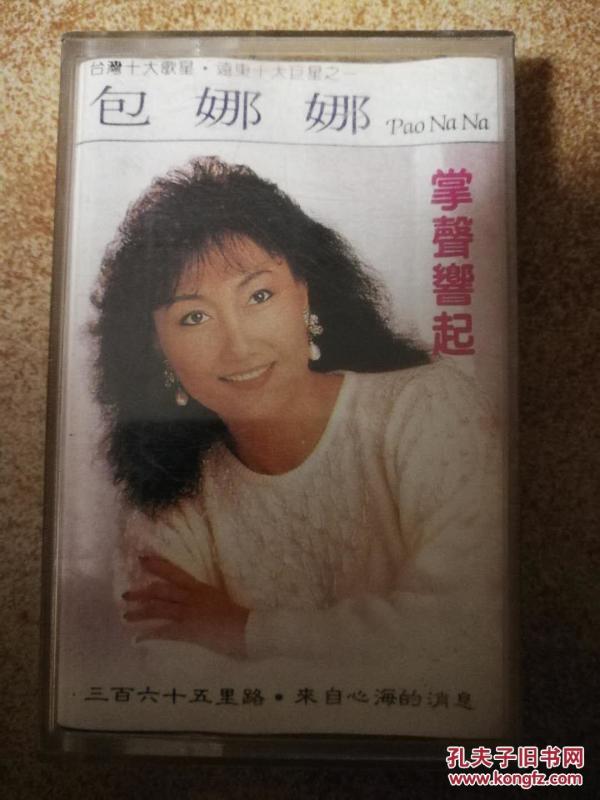 台灣十大歌星・遠東十大巨星之一
包娜娜 Pao Na Na
掌聲響起
三百六十五里路・來自心海的消息
孔夫子旧书网
www.kongfz.com